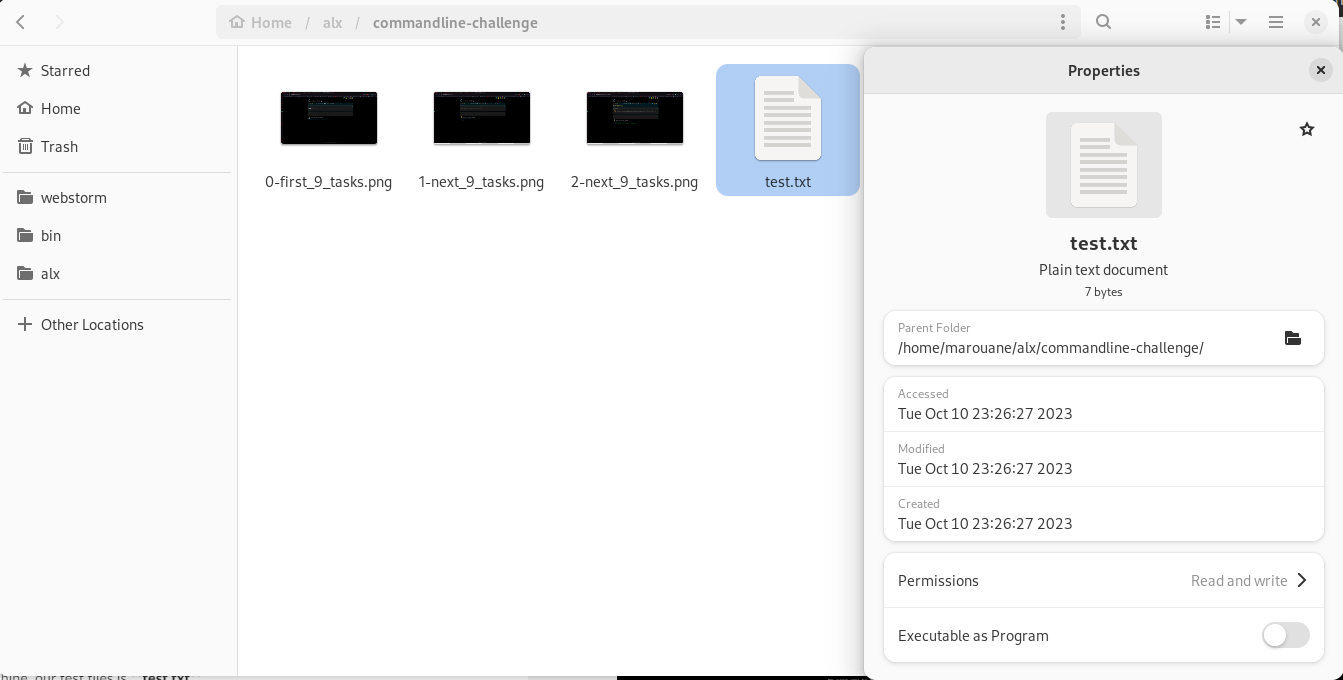 Home / alx / commandline-challenge
Starred
Home
Trash
webstorm
bin
alx
Other Locations
0-first_9_tasks.png
1-next_9_tasks.png
2-next_9_tasks.png
test.txt
Properties
test.txt
Plain text document
7 bytes
Parent Folder
/home/marouane/alx/commandline-challenge/
Accessed
Tue Oct 10 23:26:27 2023
Modified
Tue Oct 10 23:26:27 2023
Created
Tue Oct 10 23:26:27 2023
Permissions
Read and write
Executable as Program
our test files is test.txt